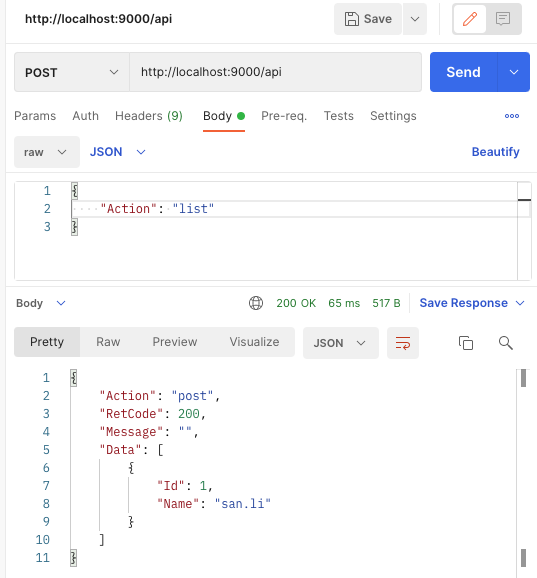 http://localhost:9000/api Save
POST http://localhost:9000/api Send
Params Auth Headers (9) Body Pre-req. Tests Settings
raw JSON Beautify
1 {
2 "Action": "list"
3 }
Body 200 OK 65 ms 517 B Save Response
Pretty Raw Preview Visualize JSON
1 {
2 "Action": "post",
3 "RetCode": 200,
4 "Message": "",
5 "Data": [
6 {
7 "Id": 1,
8 "Name": "san.li"
9 }
10 ]
11 }